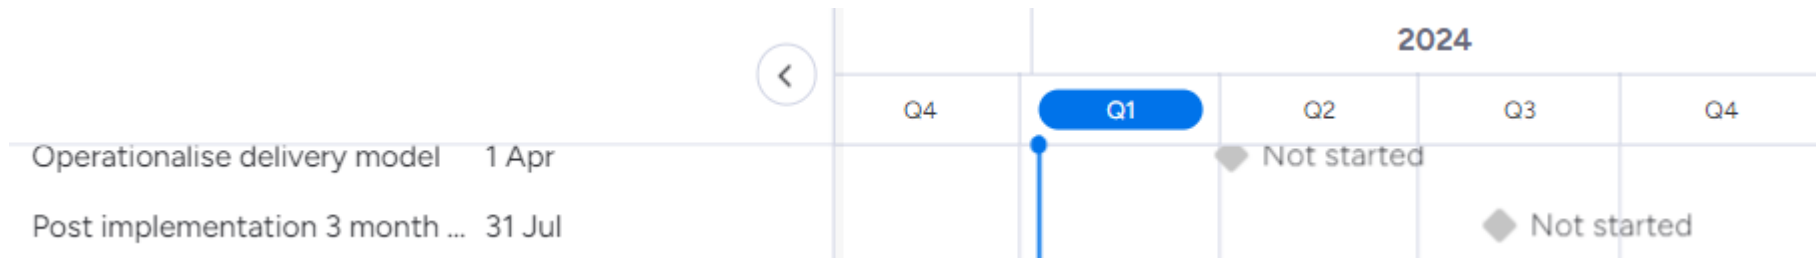 2024
Q4 Q1 Q2 Q3 Q4
Operationalise delivery model 1 Apr Not started
Post implementation 3 month ... 31 Jul Not started